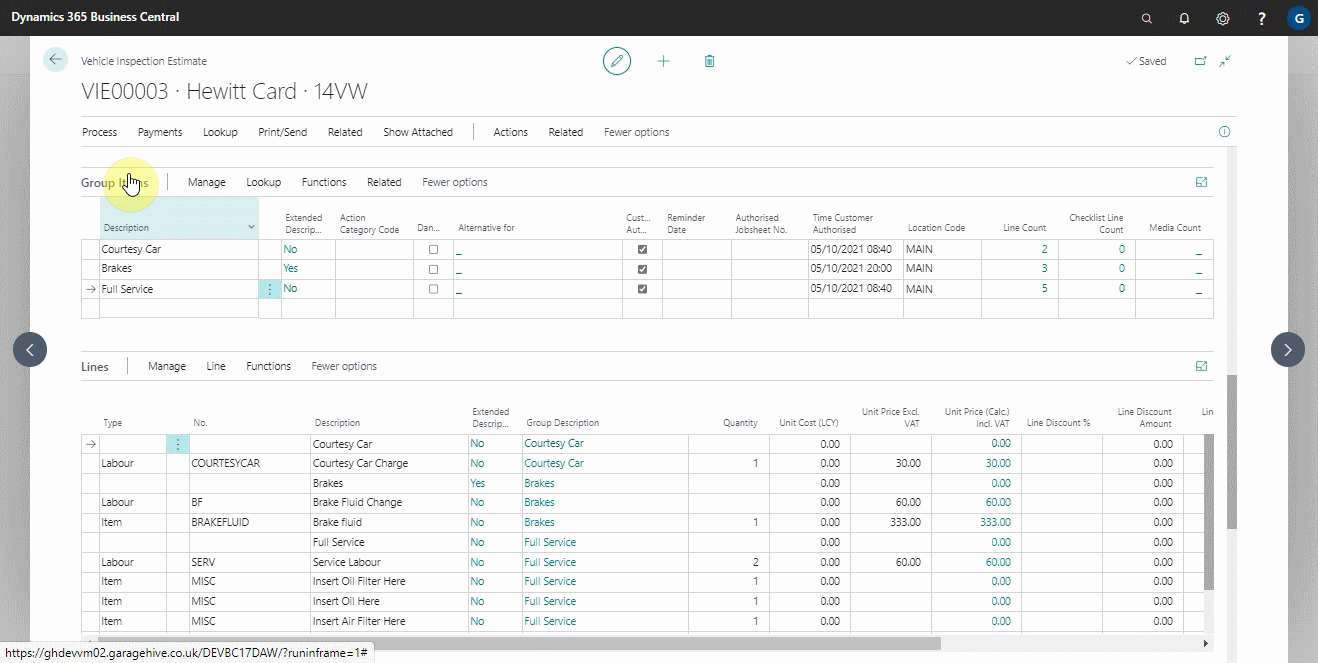 Dynamics 365 Business Central
? G
Vehicle Inspection Estimate
Saved
VIE00003 · Hewitt Card · 14VW
Process Payments Lookup Print/Send Related Show Attached Actions Related Fewer options
Group Items Manage Lookup Functions Related Fewer options
Description Extended Descrip... Action Category Code Dan... Alternative for Cust... Aut... Reminder Date Authorised Jobsheet No. Time Customer Authorised Location Code Line Count Checklist Line Count Media Count
Courtesy Car No _ 05/10/2021 08:40 MAIN 2 0 _
Brakes Yes _ 05/10/2021 20:00 MAIN 3 0 _
Full Service No _ 05/10/2021 08:40 MAIN 5 0 _
Lines Manage Line Functions Fewer options
Type No. Description Extended Descrip... Group Description Quantity Unit Cost (LCY) Unit Price Excl. VAT Unit Price (Calc.) Incl. VAT Line Discount % Line Discount Amount Lin
Courtesy Car No Courtesy Car 0.00 0.00 0.00
Labour COURTESYCAR Courtesy Car Charge No Courtesy Car 1 0.00 30.00 30.00 0.00
Brakes Yes Brakes 0.00 0.00 0.00
Labour BF Brake Fluid Change No Brakes 0.00 60.00 60.00 0.00
Item BRAKEFLUID Brake fluid No Brakes 1 0.00 333.00 333.00 0.00
Full Service No Full Service 0.00 0.00 0.00
Labour SERV Service Labour No Full Service 2 0.00 60.00 60.00 0.00
Item MISC Insert Oil Filter Here No Full Service 1 0.00 0.00 0.00
Item MISC Insert Oil Here No Full Service 1 0.00 0.00 0.00
Item MISC Insert Air Filter Here No Full Service 1 0.00 0.00 0.00
https://ghdevvm02.garagehive.co.uk/DEVBC17DAW/?runinframe=1#